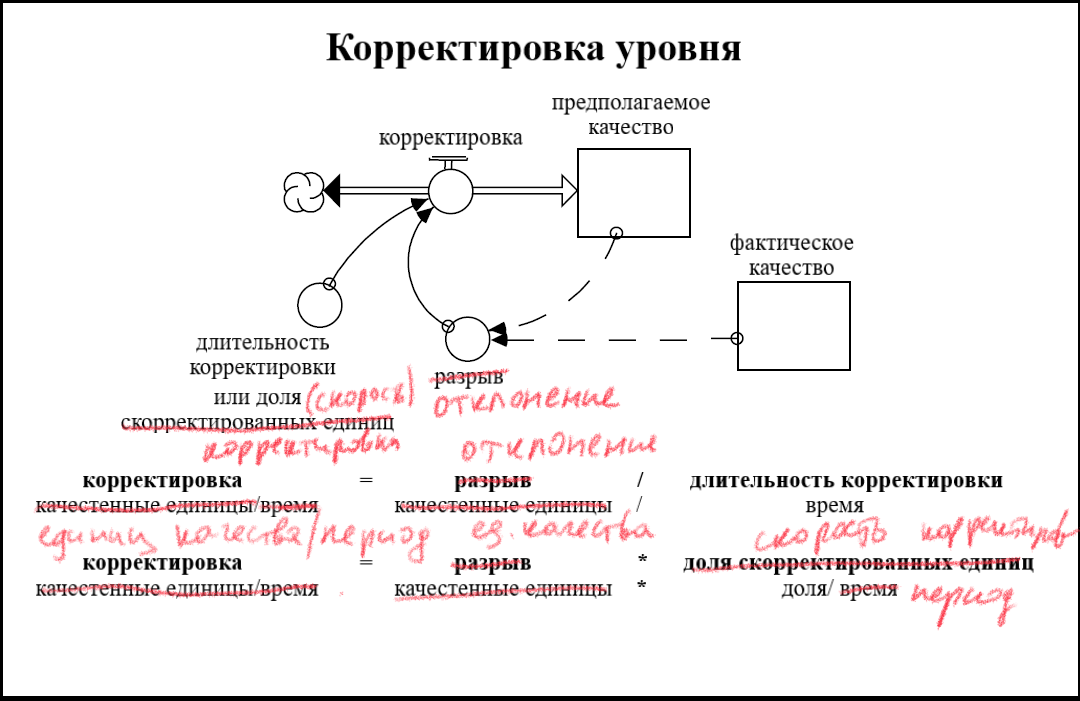 Корректировка уровня
предполагаемое
качество
корректировка
фактическое
качество
длительность
корректировки
или доля (скорость)
скорректированных единиц
корректировки
разрыв
отклонение
отклонение
корректировка = разрыв / длительность корректировки
качестенные единицы/время качестенные единицы / время
единиц качества/период ед. качества скорость корректиров
корректировка = разрыв * доля скорректированных единиц
качестенные единицы/время качестенные единицы * доля/ время период